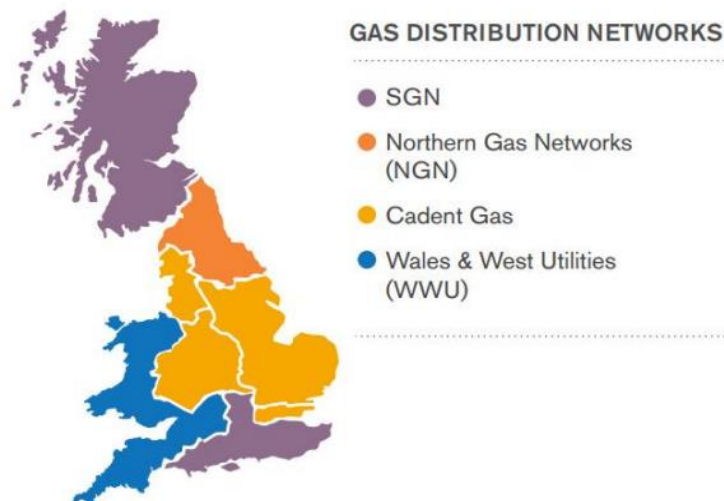 GAS DISTRIBUTION NETWORKS
SGN
Northern Gas Networks
(NGN)
Cadent Gas
Wales & West Utilities
(WWU)